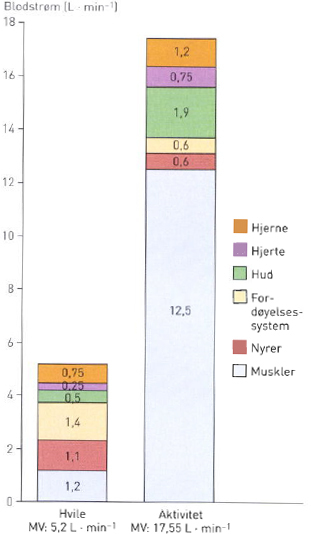 Blodstrøm (L · min⁻¹)
18
16
14
12
10
8
6
4
2
0
0,75
0,25
0,5
1,4
1,1
1,2
1,2
0,75
1,9
0,6
0,6
12,5
Hvile
MV: 5,2 L · min⁻¹
Aktivitet
MV: 17,55 L · min⁻¹
Hjerne
Hjerte
Hud
For-
døyelses-
system
Nyrer
Muskler